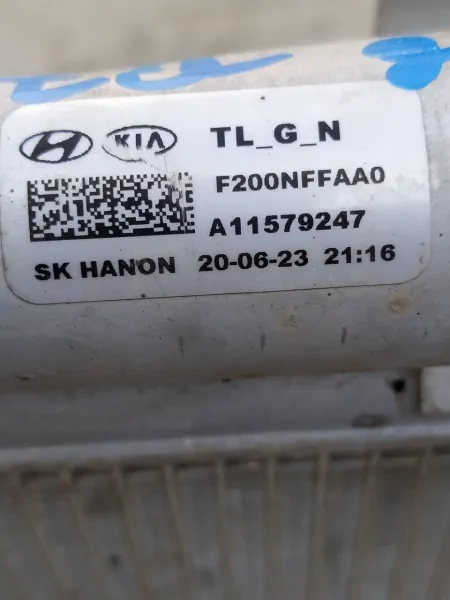 KIA TL_G_N
F200NFFAA0
A11579247
SK HANON 20-06-23 21:16